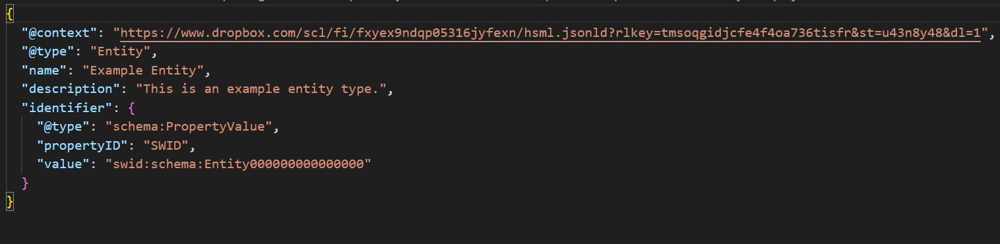 {
"@context": "https://www.dropbox.com/scl/fi/fxyex9ndqp05316jyfexn/hsml.jsonld?rlkey=tmsoqgidjcfe4f4oa736tisfr&st=u43n8y48&dl=1",
"@type": "Entity",
"name": "Example Entity",
"description": "This is an example entity type.",
"identifier": {
"@type": "schema:PropertyValue",
"propertyID": "SWID",
"value": "swid:schema:Entity000000000000000"
}
}